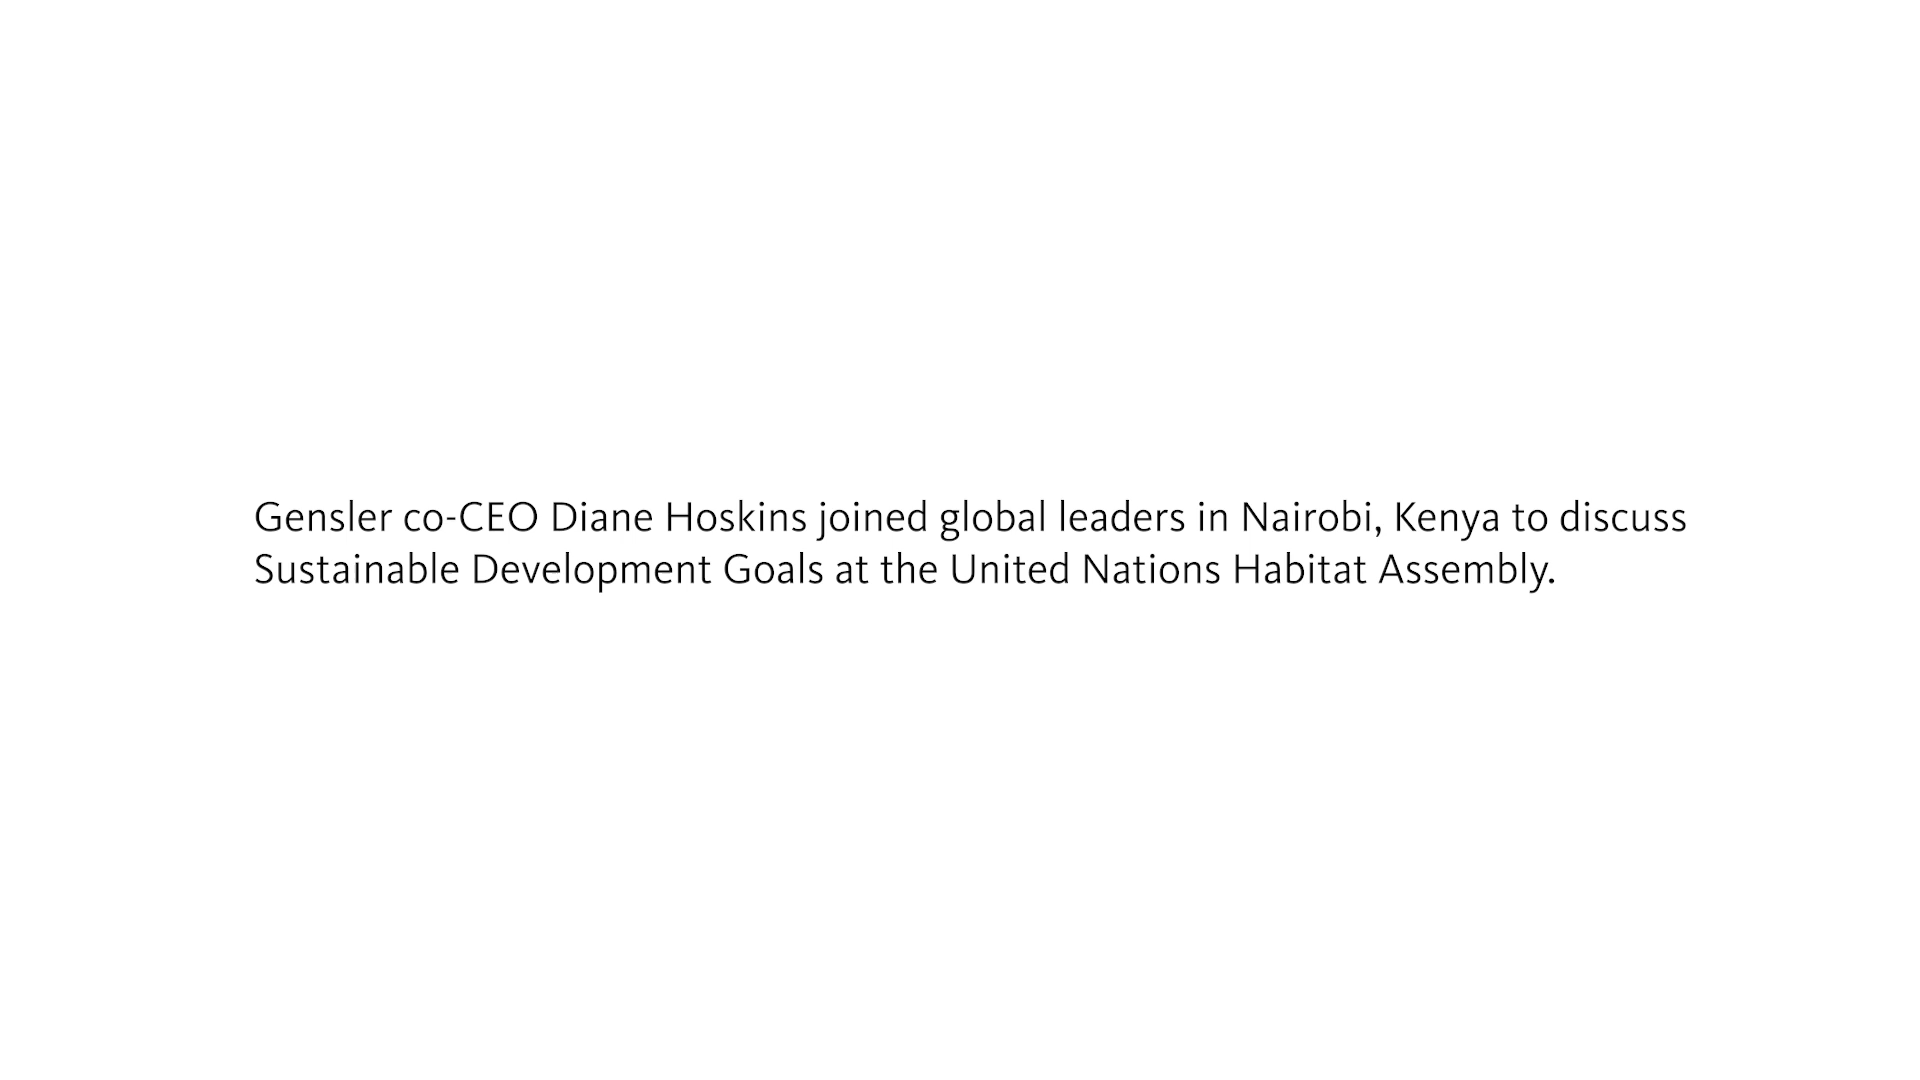 Gensler co-CEO Diane Hoskins joined global leaders in Nairobi, Kenya to discuss
Sustainable Development Goals at the United Nations Habitat Assembly.